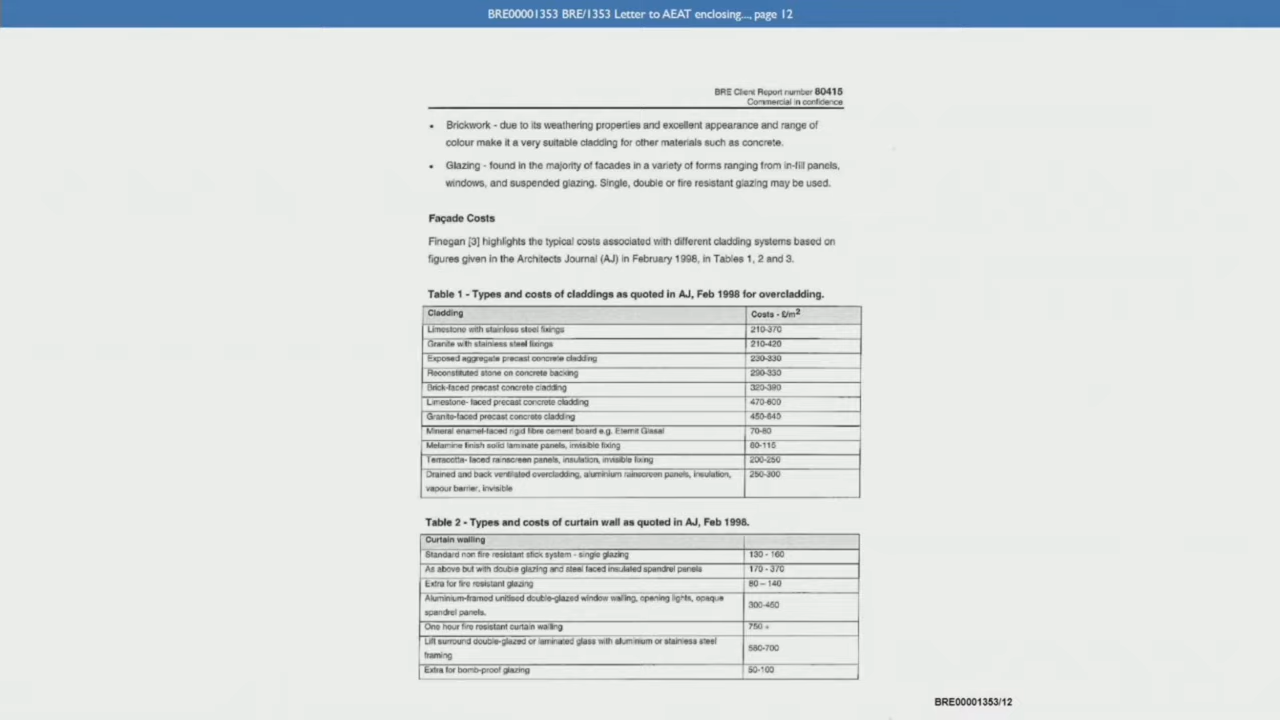 BRE00001353 BRE/1353 Letter to AEAT enclosing..., page 12
BRE Client Report number 80415
Commercial in confidence
• Brickwork - due to its weathering properties and excellent appearance and range of
colour make it a very suitable cladding for other materials such as concrete.
• Glazing - found in the majority of facades in a variety of forms ranging from in-fill panels,
windows, and suspended glazing. Single, double or fire resistant glazing may be used.
Façade Costs
Finegan [3] highlights the typical costs associated with different cladding systems based on
figures given in the Architects Journal (AJ) in February 1998, in Tables 1, 2 and 3.
Table 1 - Types and costs of claddings as quoted in AJ, Feb 1998 for overcladding.
Cladding Costs - £/m²
Limestone with stainless steel fixings 210-370
Granite with stainless steel fixings 210-420
Exposed aggregate precast concrete cladding 230-330
Reconstituted stone on concrete backing 290-330
Brick-faced precast concrete cladding 320-390
Limestone- faced precast concrete cladding 470-600
Granite-faced precast concrete cladding 450-640
Mineral enamel-faced rigid fibre cement board e.g. Eternit Glasal 70-80
Melamine finish solid laminate panels, invisible fixing 80-115
Terracotta- faced rainscreen panels, insulation, invisible fixing 200-250
Drained and back ventilated overcladding, aluminium rainscreen panels, insulation, 250-300
vapour barrier, invisible
Table 2 - Types and costs of curtain wall as quoted in AJ, Feb 1998.
Curtain walling
Standard non fire resistant stick system - single glazing 130 - 160
As above but with double glazing and steel faced insulated spandrel panels 170 - 370
Extra for fire resistant glazing 80 – 140
Aluminium-framed unitised double-glazed window walling, opening lights, opaque 300-450
spandrel panels.
One hour fire resistant curtain walling 750 +
Lift surround double-glazed or laminated glass with aluminium or stainless steel 580-700
framing
Extra for bomb-proof glazing 50-100
BRE00001353/12